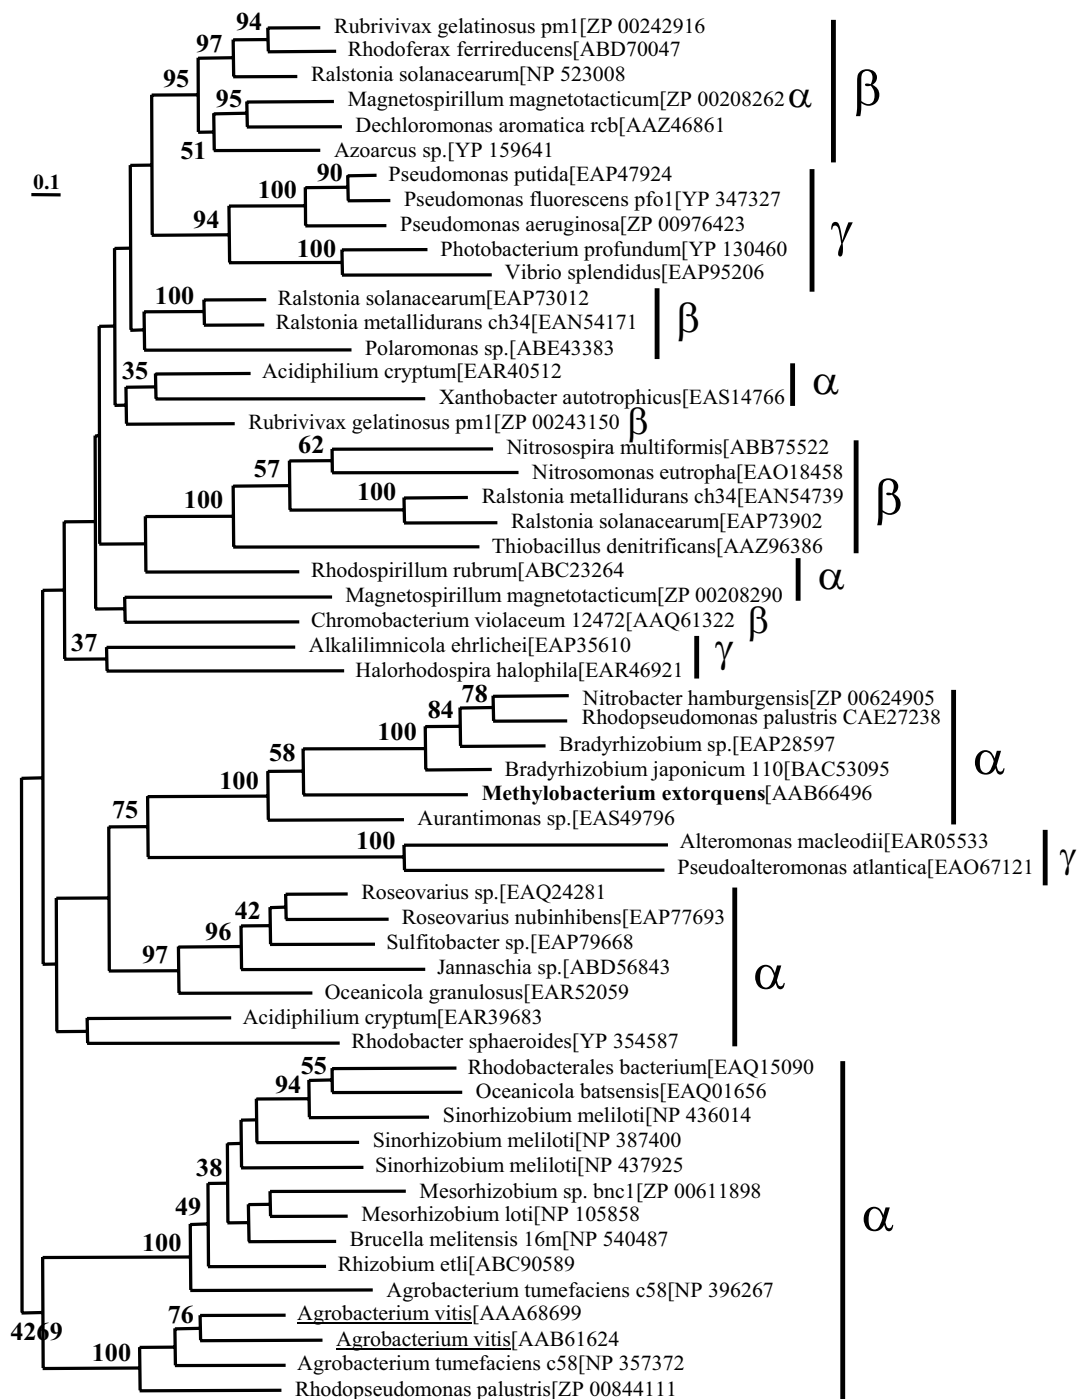 94 Rubrivivax gelatinosus pm1[ZP 00242916
97 Rhodoferax ferrireducens[ABD70047
95 Ralstonia solanacearum[NP 523008
95 Magnetospirillum magnetotacticum[ZP 00208262 α β
Dechloromonas aromatica rcb[AAZ46861
51 Azoarcus sp.[YP 159641
0.1
90 Pseudomonas putida[EAP47924
100 Pseudomonas fluorescens pfo1[YP 347327
94 Pseudomonas aeruginosa[ZP 00976423 γ
100 Photobacterium profundum[YP 130460
Vibrio splendidus[EAP95206
100 Ralstonia solanacearum[EAP73012
Ralstonia metallidurans ch34[EAN54171 β
Polaromonas sp.[ABE43383
35 Acidiphilium cryptum[EAR40512 α
Xanthobacter autotrophicus[EAS14766
Rubrivivax gelatinosus pm1[ZP 00243150 β
62 Nitrosospira multiformis[ABB75522
57 Nitrosomonas eutropha[EAO18458
100 100 Ralstonia metallidurans ch34[EAN54739 β
Ralstonia solanacearum[EAP73902
Thiobacillus denitrificans[AAZ96386
Rhodospirillum rubrum[ABC23264 α
Magnetospirillum magnetotacticum[ZP 00208290
Chromobacterium violaceum 12472[AAQ61322 β
37 Alkalilimnicola ehrlichei[EAP35610 γ
Halorhodospira halophila[EAR46921
78 Nitrobacter hamburgensis[ZP 00624905
84 Rhodopseudomonas palustris CAE27238
100 Bradyrhizobium sp.[EAP28597
58 Bradyrhizobium japonicum 110[BAC53095 α
100 Methylobacterium extorquens[AAB66496
75 Aurantimonas sp.[EAS49796
100 Alteromonas macleodii[EAR05533 γ
Pseudoalteromonas atlantica[EAO67121
Roseovarius sp.[EAQ24281
42 Roseovarius nubinhibens[EAP77693
96 Sulfitobacter sp.[EAP79668
97 Jannaschia sp.[ABD56843 α
Oceanicola granulosus[EAR52059
Acidiphilium cryptum[EAR39683
Rhodobacter sphaeroides[YP 354587
55 Rhodobacterales bacterium[EAQ15090
94 Oceanicola batsensis[EAQ01656
Sinorhizobium meliloti[NP 436014
Sinorhizobium meliloti[NP 387400
38 Sinorhizobium meliloti[NP 437925
Mesorhizobium sp. bnc1[ZP 00611898
49 Mesorhizobium loti[NP 105858 α
100 Brucella melitensis 16m[NP 540487
Rhizobium etli[ABC90589
Agrobacterium tumefaciens c58[NP 396267
76 Agrobacterium vitis[AAA68699
4269 Agrobacterium vitis[AAB61624
100 Agrobacterium tumefaciens c58[NP 357372
Rhodopseudomonas palustris[ZP 00844111